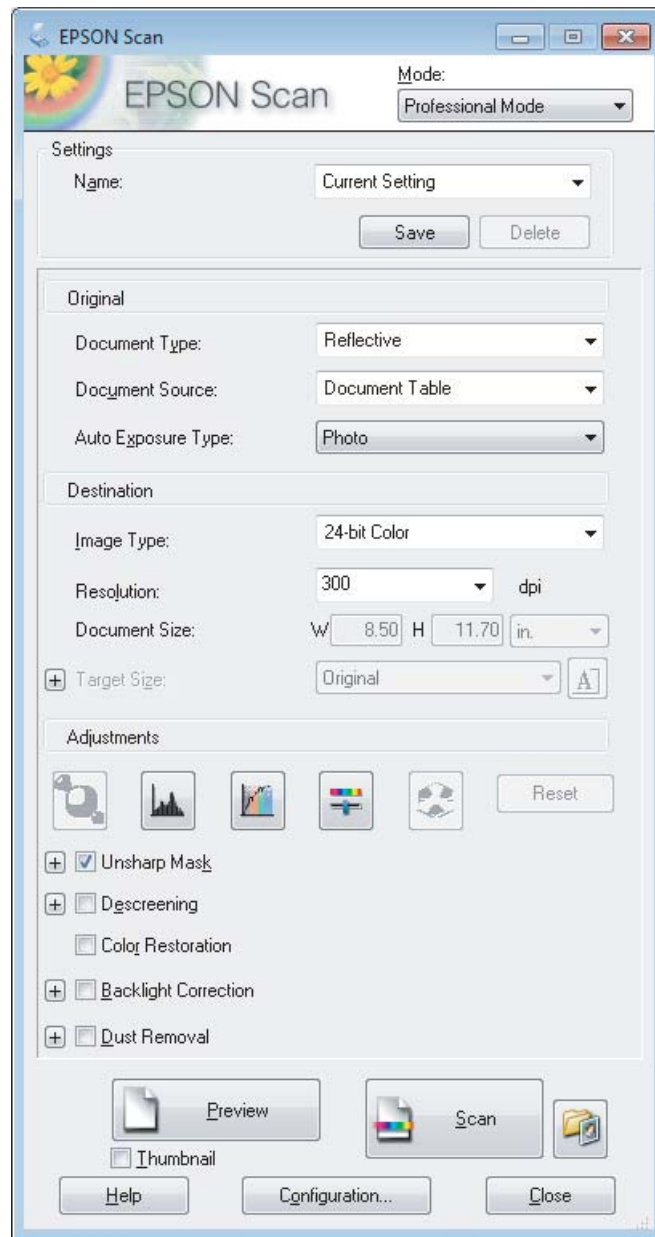 EPSON Scan
EPSON Scan
Mode:
Professional Mode
Settings
Name: Current Setting
Save Delete
Original
Document Type: Reflective
Document Source: Document Table
Auto Exposure Type: Photo
Destination
Image Type: 24-bit Color
Resolution: 300 dpi
Document Size: W 8.50 H 11.70 in.
Target Size: Original A
Adjustments
Reset
Unsharp Mask
Descreening
Color Restoration
Backlight Correction
Dust Removal
Preview Scan
Thumbnail
Help Configuration... Close